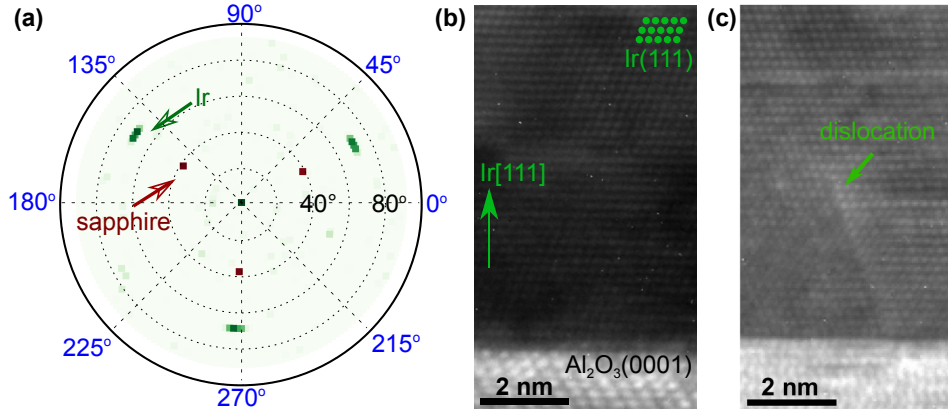 (a)
90°
135°
45°
Ir
sapphire
180°
40°
80°
0°
225°
215°
270°
(b)
Ir(111)
Ir[111]
Al₂O₃(0001)
2 nm
(c)
dislocation
2 nm